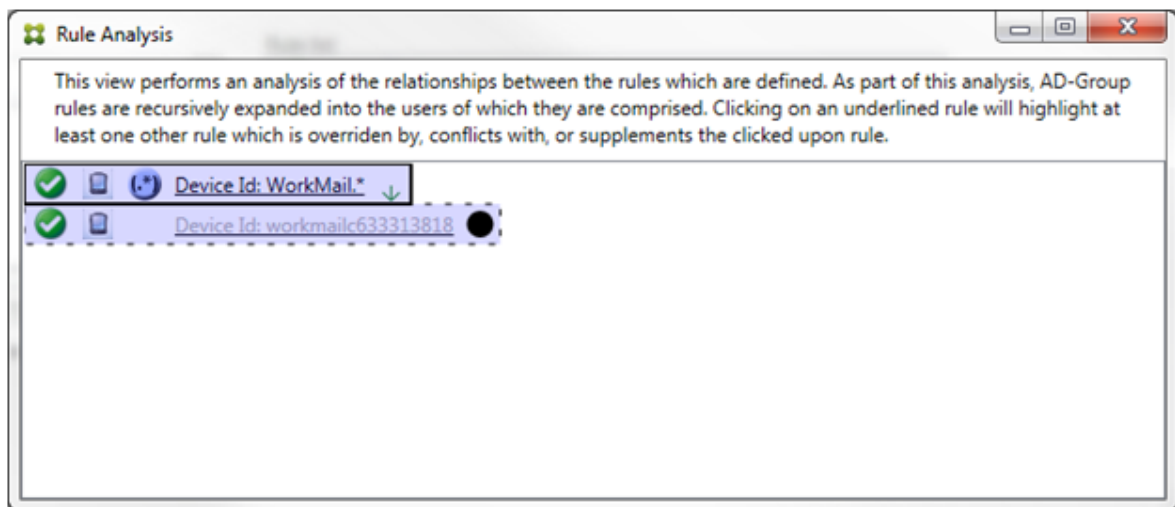 Rule Analysis
This view performs an analysis of the relationships between the rules which are defined. As part of this analysis, AD-Group
rules are recursively expanded into the users of which they are comprised. Clicking on an underlined rule will highlight at
least one other rule which is overriden by, conflicts with, or supplements the clicked upon rule.
(.*) Device Id: WorkMail.*
Device Id: workmailc633313818